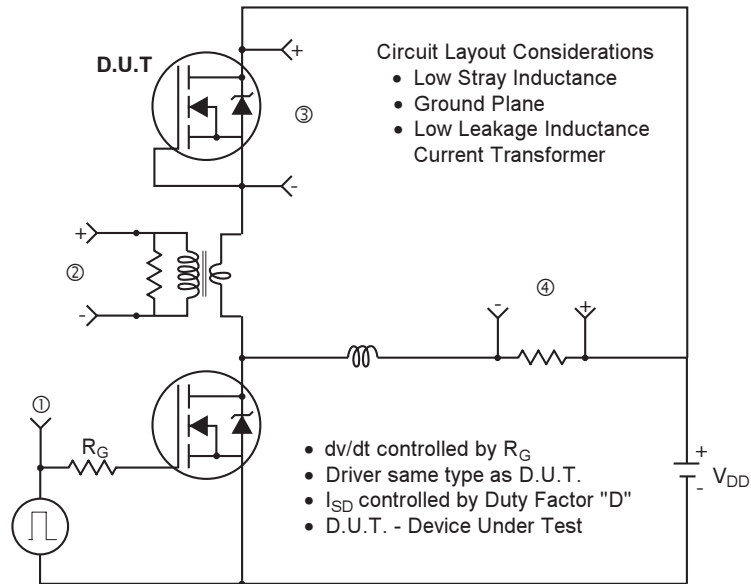 D.U.T
+
③
-
Circuit Layout Considerations
• Low Stray Inductance
• Ground Plane
• Low Leakage Inductance
Current Transformer
+
②
-
-
④
+
①
R_G
• dv/dt controlled by R_G
• Driver same type as D.U.T.
• I_SD controlled by Duty Factor "D"
• D.U.T. - Device Under Test
+
V_DD
-